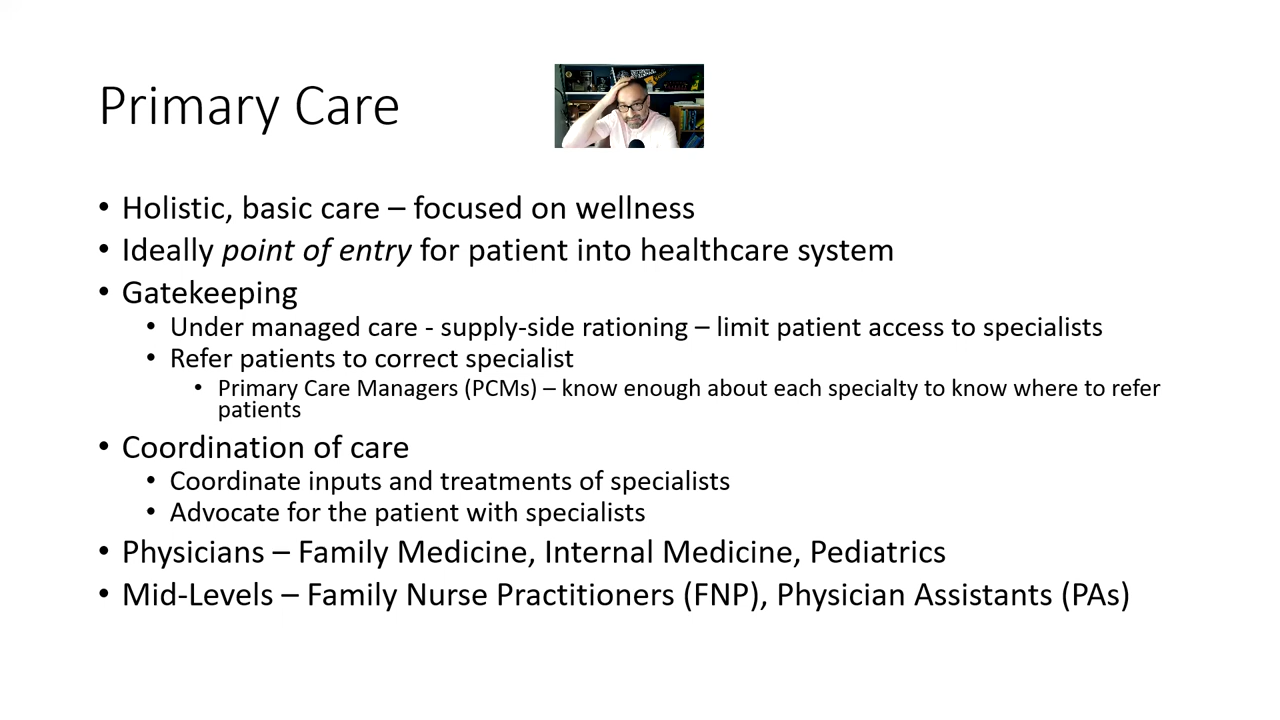 Primary Care
• Holistic, basic care – focused on wellness
• Ideally point of entry for patient into healthcare system
• Gatekeeping
• Under managed care - supply-side rationing – limit patient access to specialists
• Refer patients to correct specialist
• Primary Care Managers (PCMs) – know enough about each specialty to know where to refer
patients
• Coordination of care
• Coordinate inputs and treatments of specialists
• Advocate for the patient with specialists
• Physicians – Family Medicine, Internal Medicine, Pediatrics
• Mid-Levels – Family Nurse Practitioners (FNP), Physician Assistants (PAs)